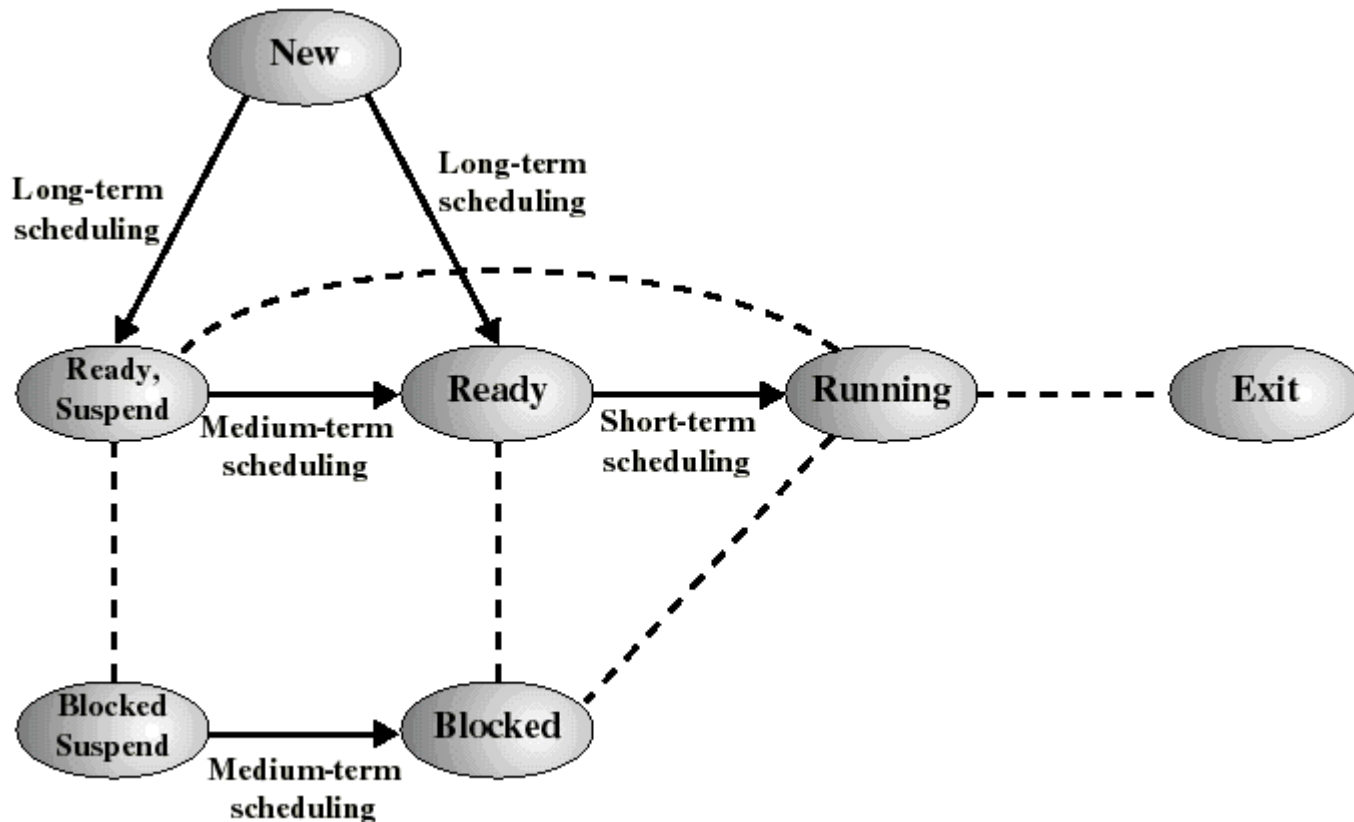 New
Long-term
scheduling
Long-term
scheduling
Ready,
Suspend
Medium-term
scheduling
Ready
Short-term
scheduling
Running
Exit
Blocked
Suspend
Medium-term
scheduling
Blocked